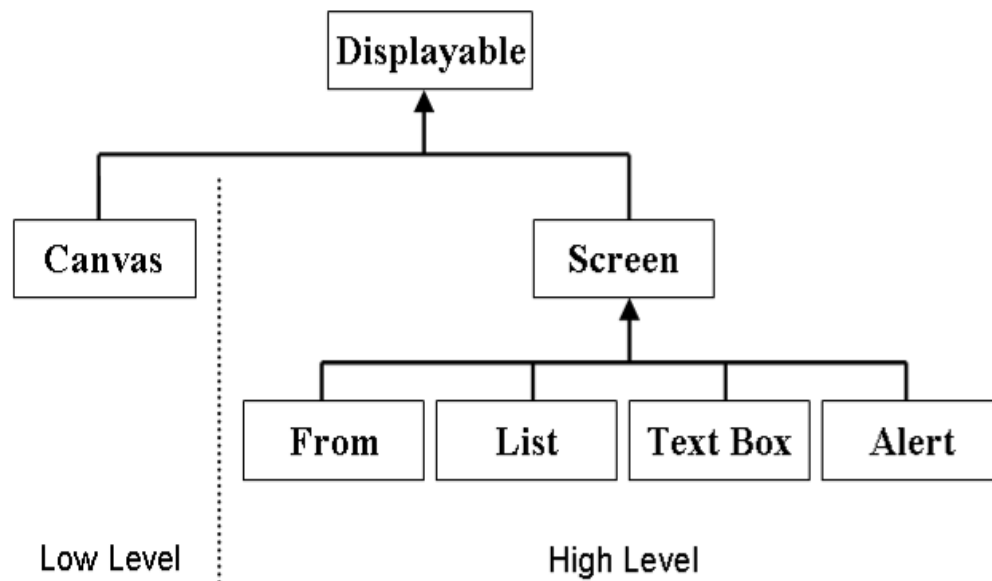 Displayable
Canvas
Screen
From
List
Text Box
Alert
Low Level
High Level